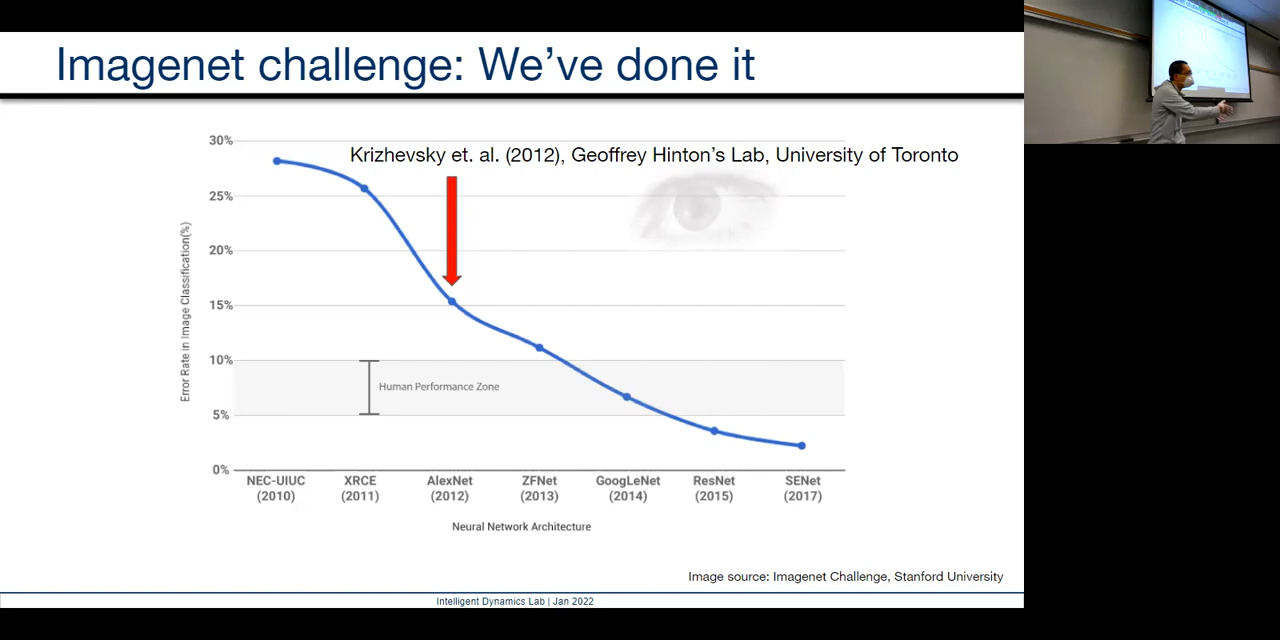 Imagenet challenge: We've done it
30%
Krizhevsky et. al. (2012), Geoffrey Hinton's Lab, University of Toronto
25%
20%
15%
10%
5%
0%
Error Rate in Image Classification(%)
Human Performance Zone
NEC-UIUC
(2010)
XRCE
(2011)
AlexNet
(2012)
ZFNet
(2013)
GoogLeNet
(2014)
ResNet
(2015)
SENet
(2017)
Neural Network Architecture
Image source: Imagenet Challenge, Stanford University
Intelligent Dynamics Lab | Jan 2022